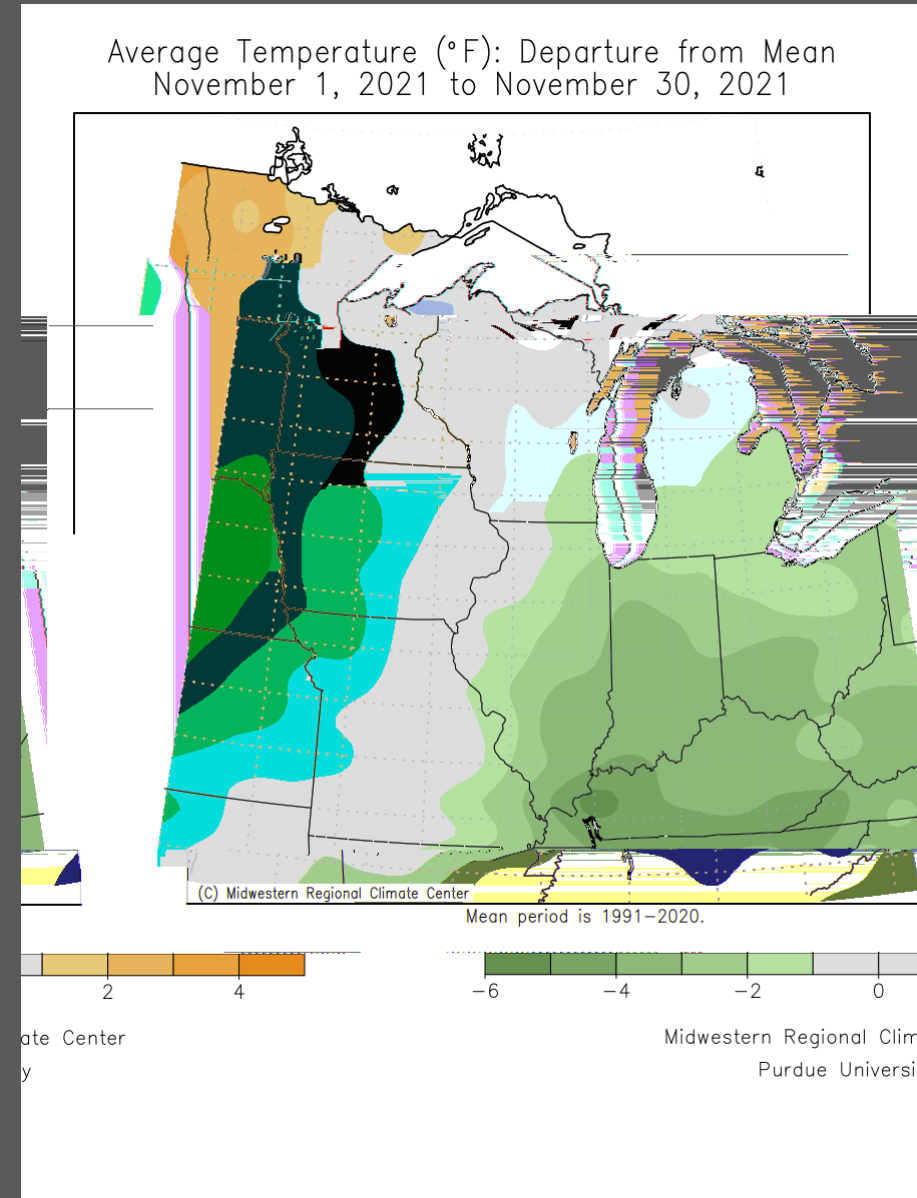 Average Temperature (°F): Departure from Mean
November 1, 2021 to November 30, 2021
(C) Midwestern Regional Climate Center
Mean period is 1991-2020.
2 4 -6 -4 -2 0
ate Center
Midwestern Regional Clim
y
Purdue Universi